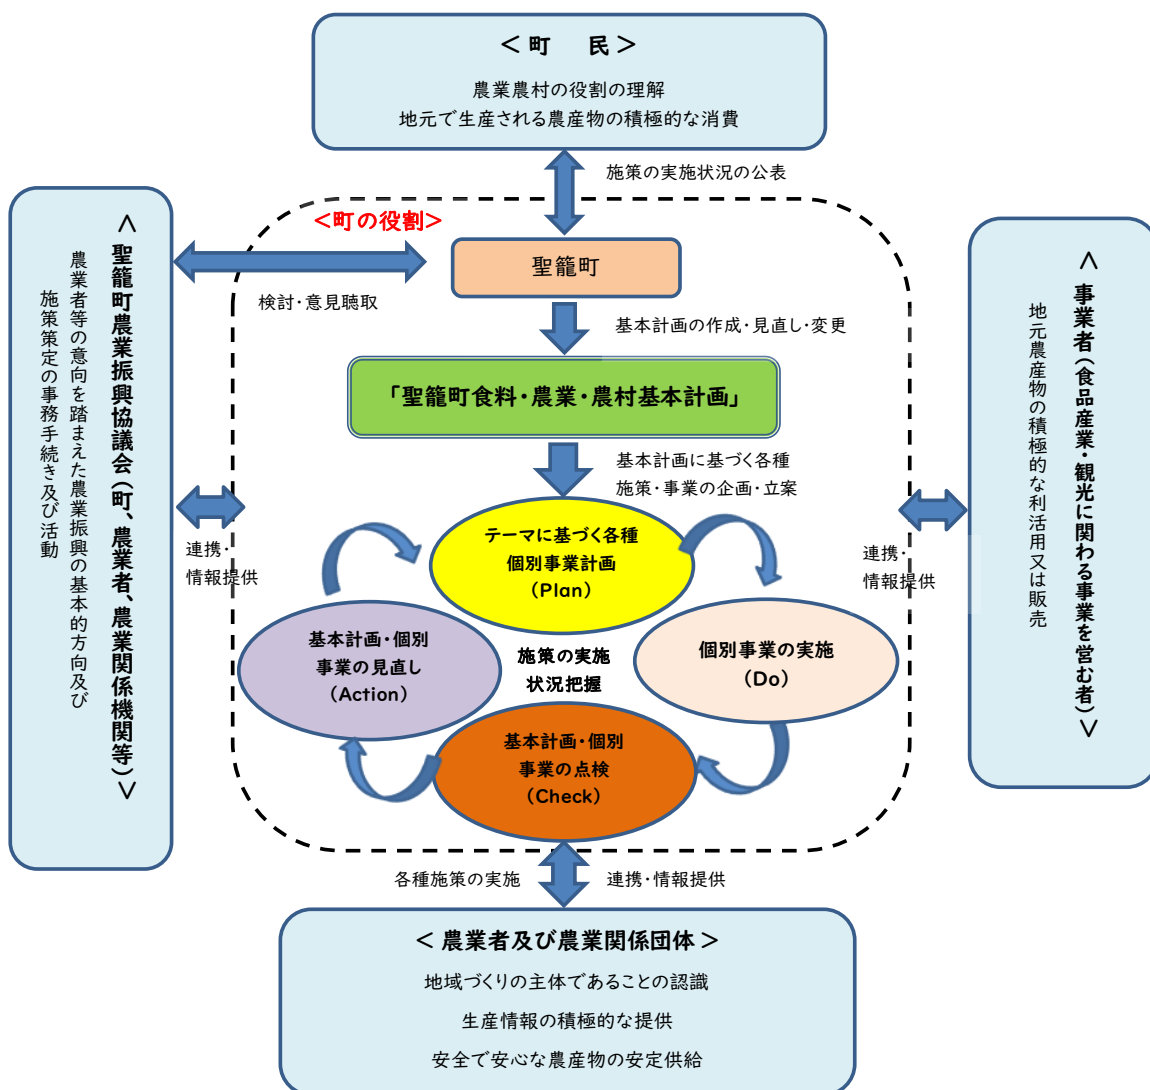 ＜町　民＞
農業農村の役割の理解
地元で生産される農産物の積極的な消費
施策の実施状況の公表
＜町の役割＞
聖籠町
検討・意見聴取
基本計画の作成・見直し・変更
「聖籠町食料・農業・農村基本計画」
基本計画に基づく各種
施策・事業の企画・立案
＜聖籠町農業振興協議会（町、農業者、農業関係機関等）＞
農業者等の意向を踏まえた農業振興の基本的方向及び
施策策定の事務手続き及び活動
連携・
情報提供
テーマに基づく各種
個別事業計画
（Plan）
個別事業の実施
（Do）
基本計画・個別
事業の点検
（Check）
基本計画・個別
事業の見直し
（Action）
施策の実施
状況把握
連携・
情報提供
＜事業者（食品産業・観光に関わる事業を営む者）＞
地元農産物の積極的な利活用又は販売
各種施策の実施
連携・情報提供
＜農業者及び農業関係団体＞
地域づくりの主体であることの認識
生産情報の積極的な提供
安全で安心な農産物の安定供給